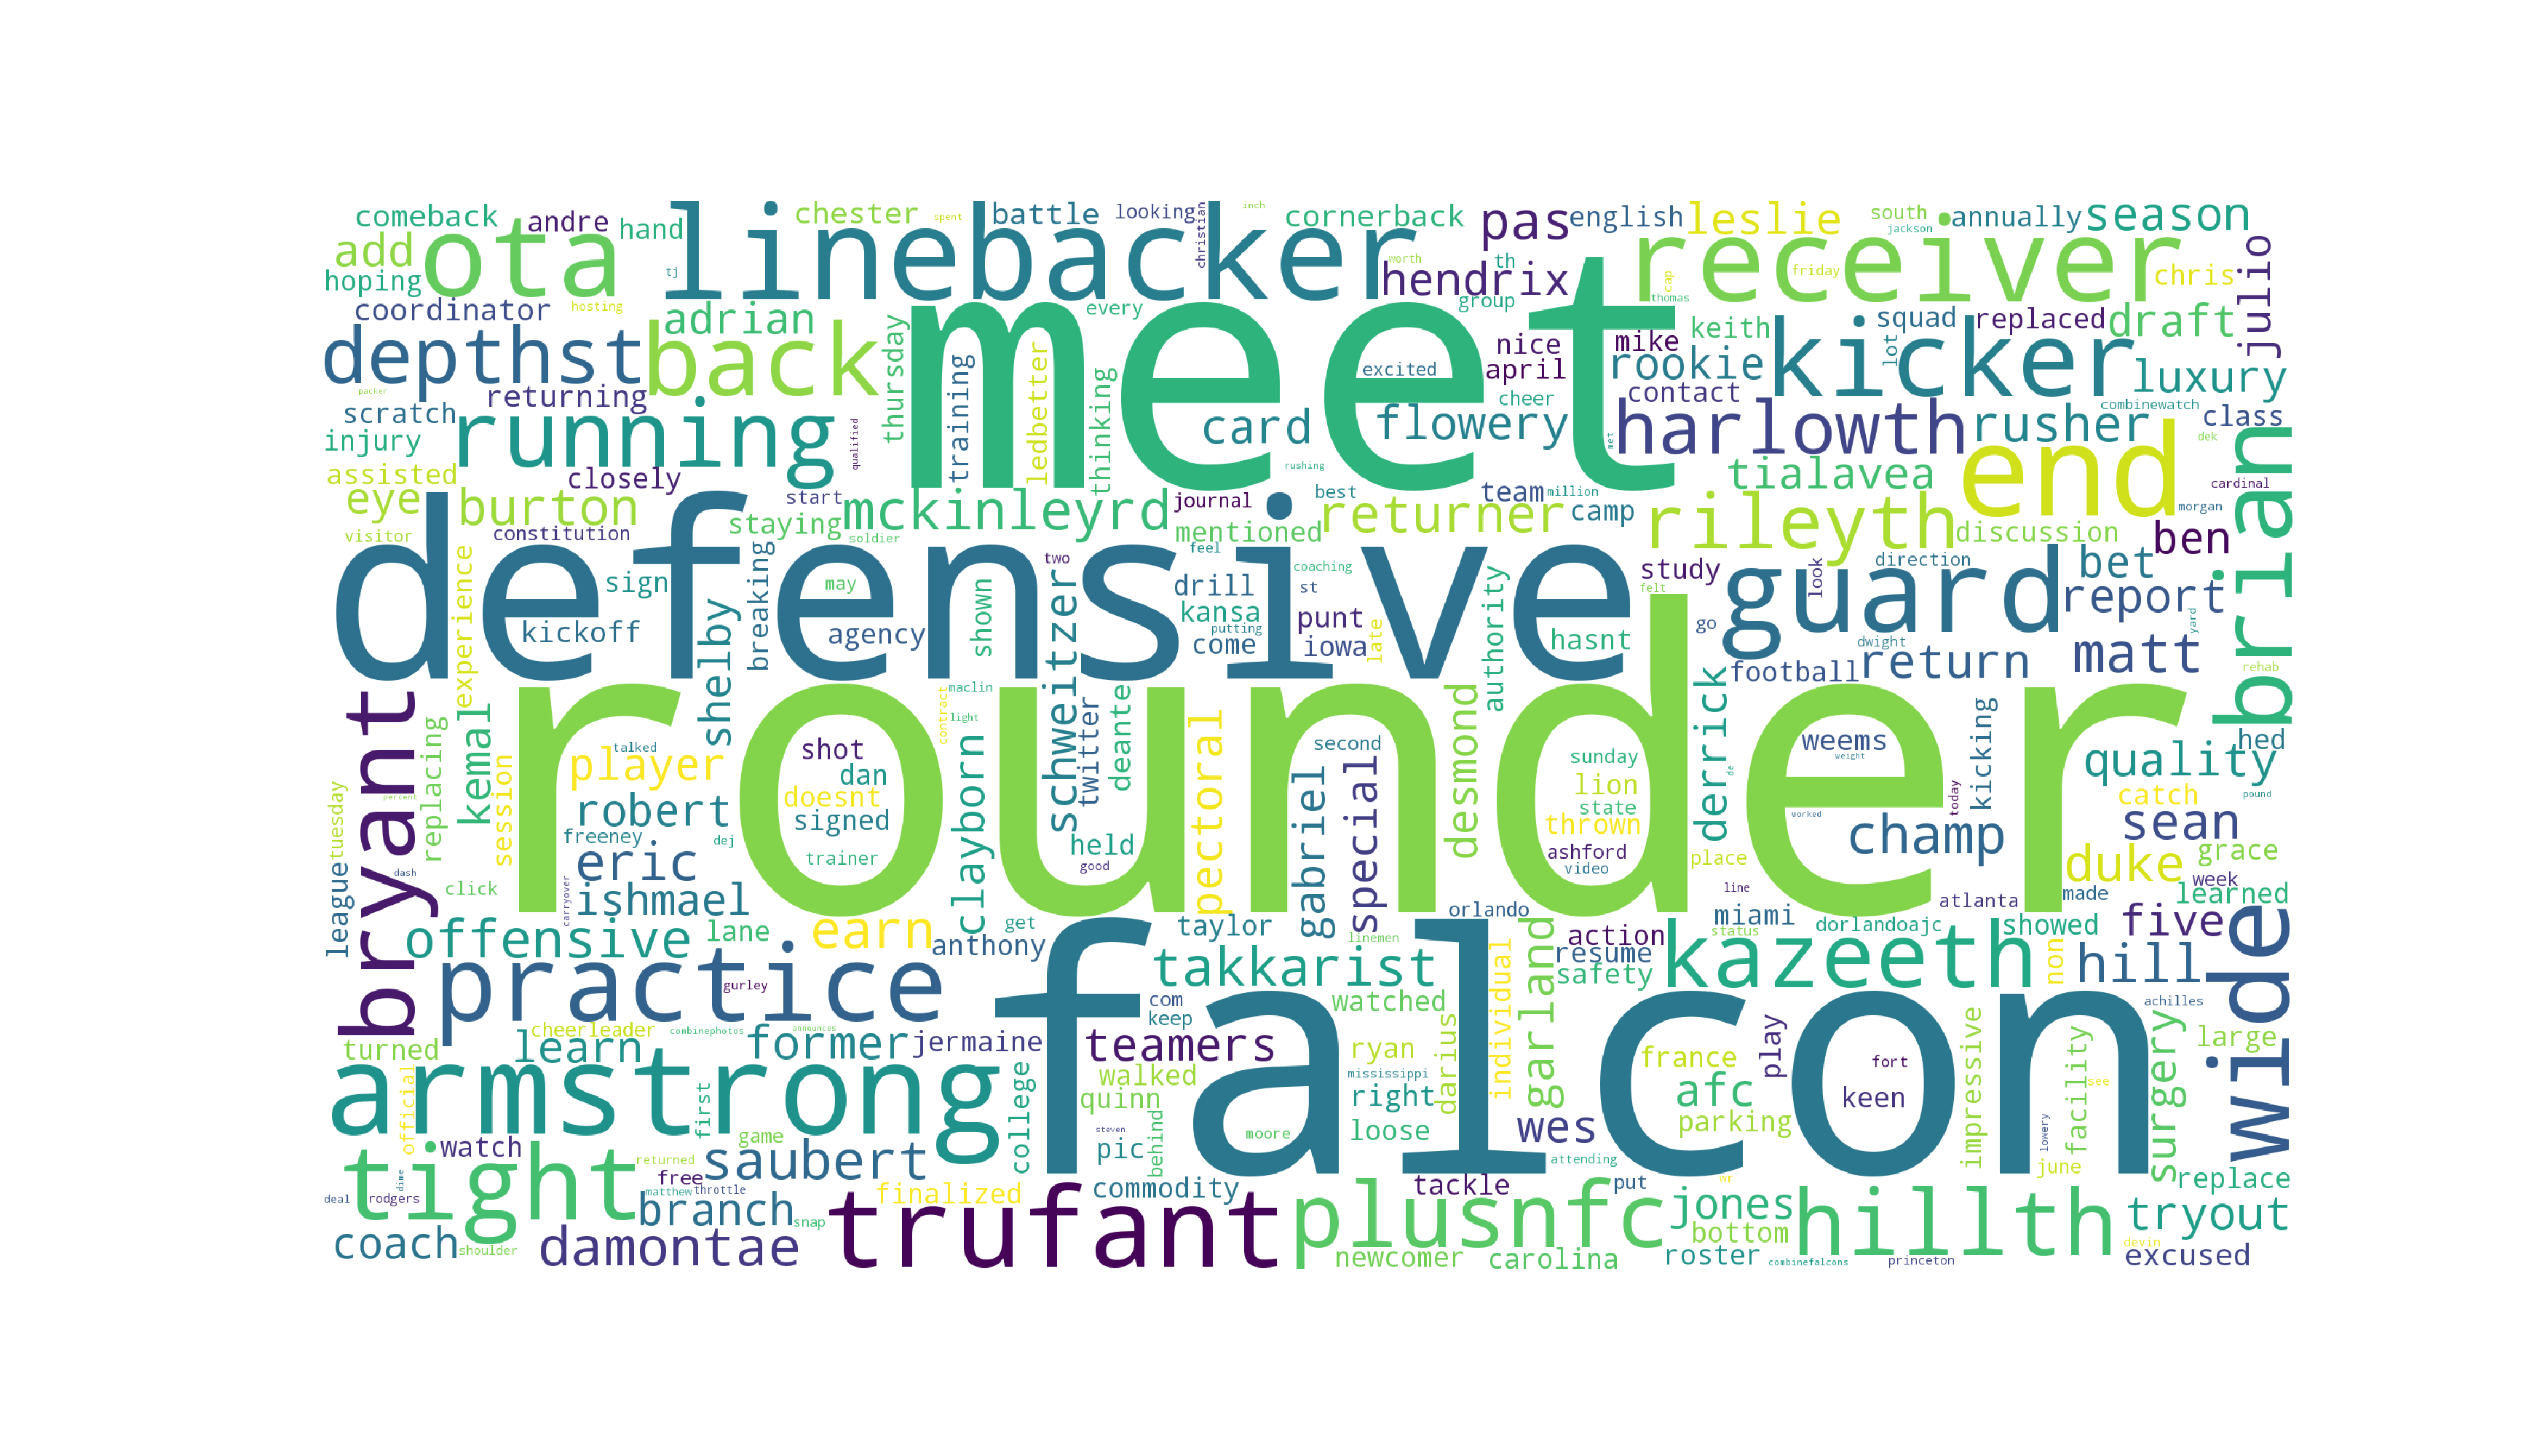 comeback andre hand chester spent battle looking christian inch cornerback pas english leslie south jackson annually season
add ota linebacker tj worth hendrix th receiver friday cap chris julio
hoping coordinator hosting adrian every group thomas keith squad replaced draft
depthst back thursday meet excited nice april mike rookie lot kicker luxury
packer returning training ledbetter thinking cheer contact combinewatch class
scratch running qualified card flowery met harlowth rusher dek
injury closely rushing tialavea end cardinal brian
assisted eye burton start mckinleyrd journal best returner team million camp rileyth morgan
visitor constitution staying soldier mentioned discussion ben
defensive two feel coaching authority study look direction bet
experience sign breaking may shown schweitzer drill st felt guard report
kickoff shelby agency kansa putting punt hasnt go dwight yard
come iowa late derrick football return matt rehab
bryant kemal maclin contract light deante rounder desmond
replacing session player talked shot twitter pectoral second sunday weems weight kicking hed
tuesday percent dan doesnt clayborn gabriel special lion de today quality pound
robert signed state catch
freeney dej held thrown worked champ sean
league dash eric trainer good ashford place duke grace
click carryover ishmael video line week learned
offensive lane earn get taylor orlando miami atlanta made five wide
anthony linemen garland action status dorlandoajc showed
practice gurley takkarist individual resume safety kazeeth non hill
com watched achilles
cheerleader combinephotos announces keep falcon
turned learn former jermaine teamers ryan darius france play fort impressive facility surgery large
armstrong official first college walked mississippi afc keen see
quinn right parking
watch game steven behind moore loose wes lowery
tight returned saubert pic attending june
deal dime rodgers free matthew throttle finalized commodity tackle put wr replace
branch snap trufant plusnfc jones hillth tryout
coach shoulder damontae newcomer carolina bottom roster combinefalcons princeton devin excused